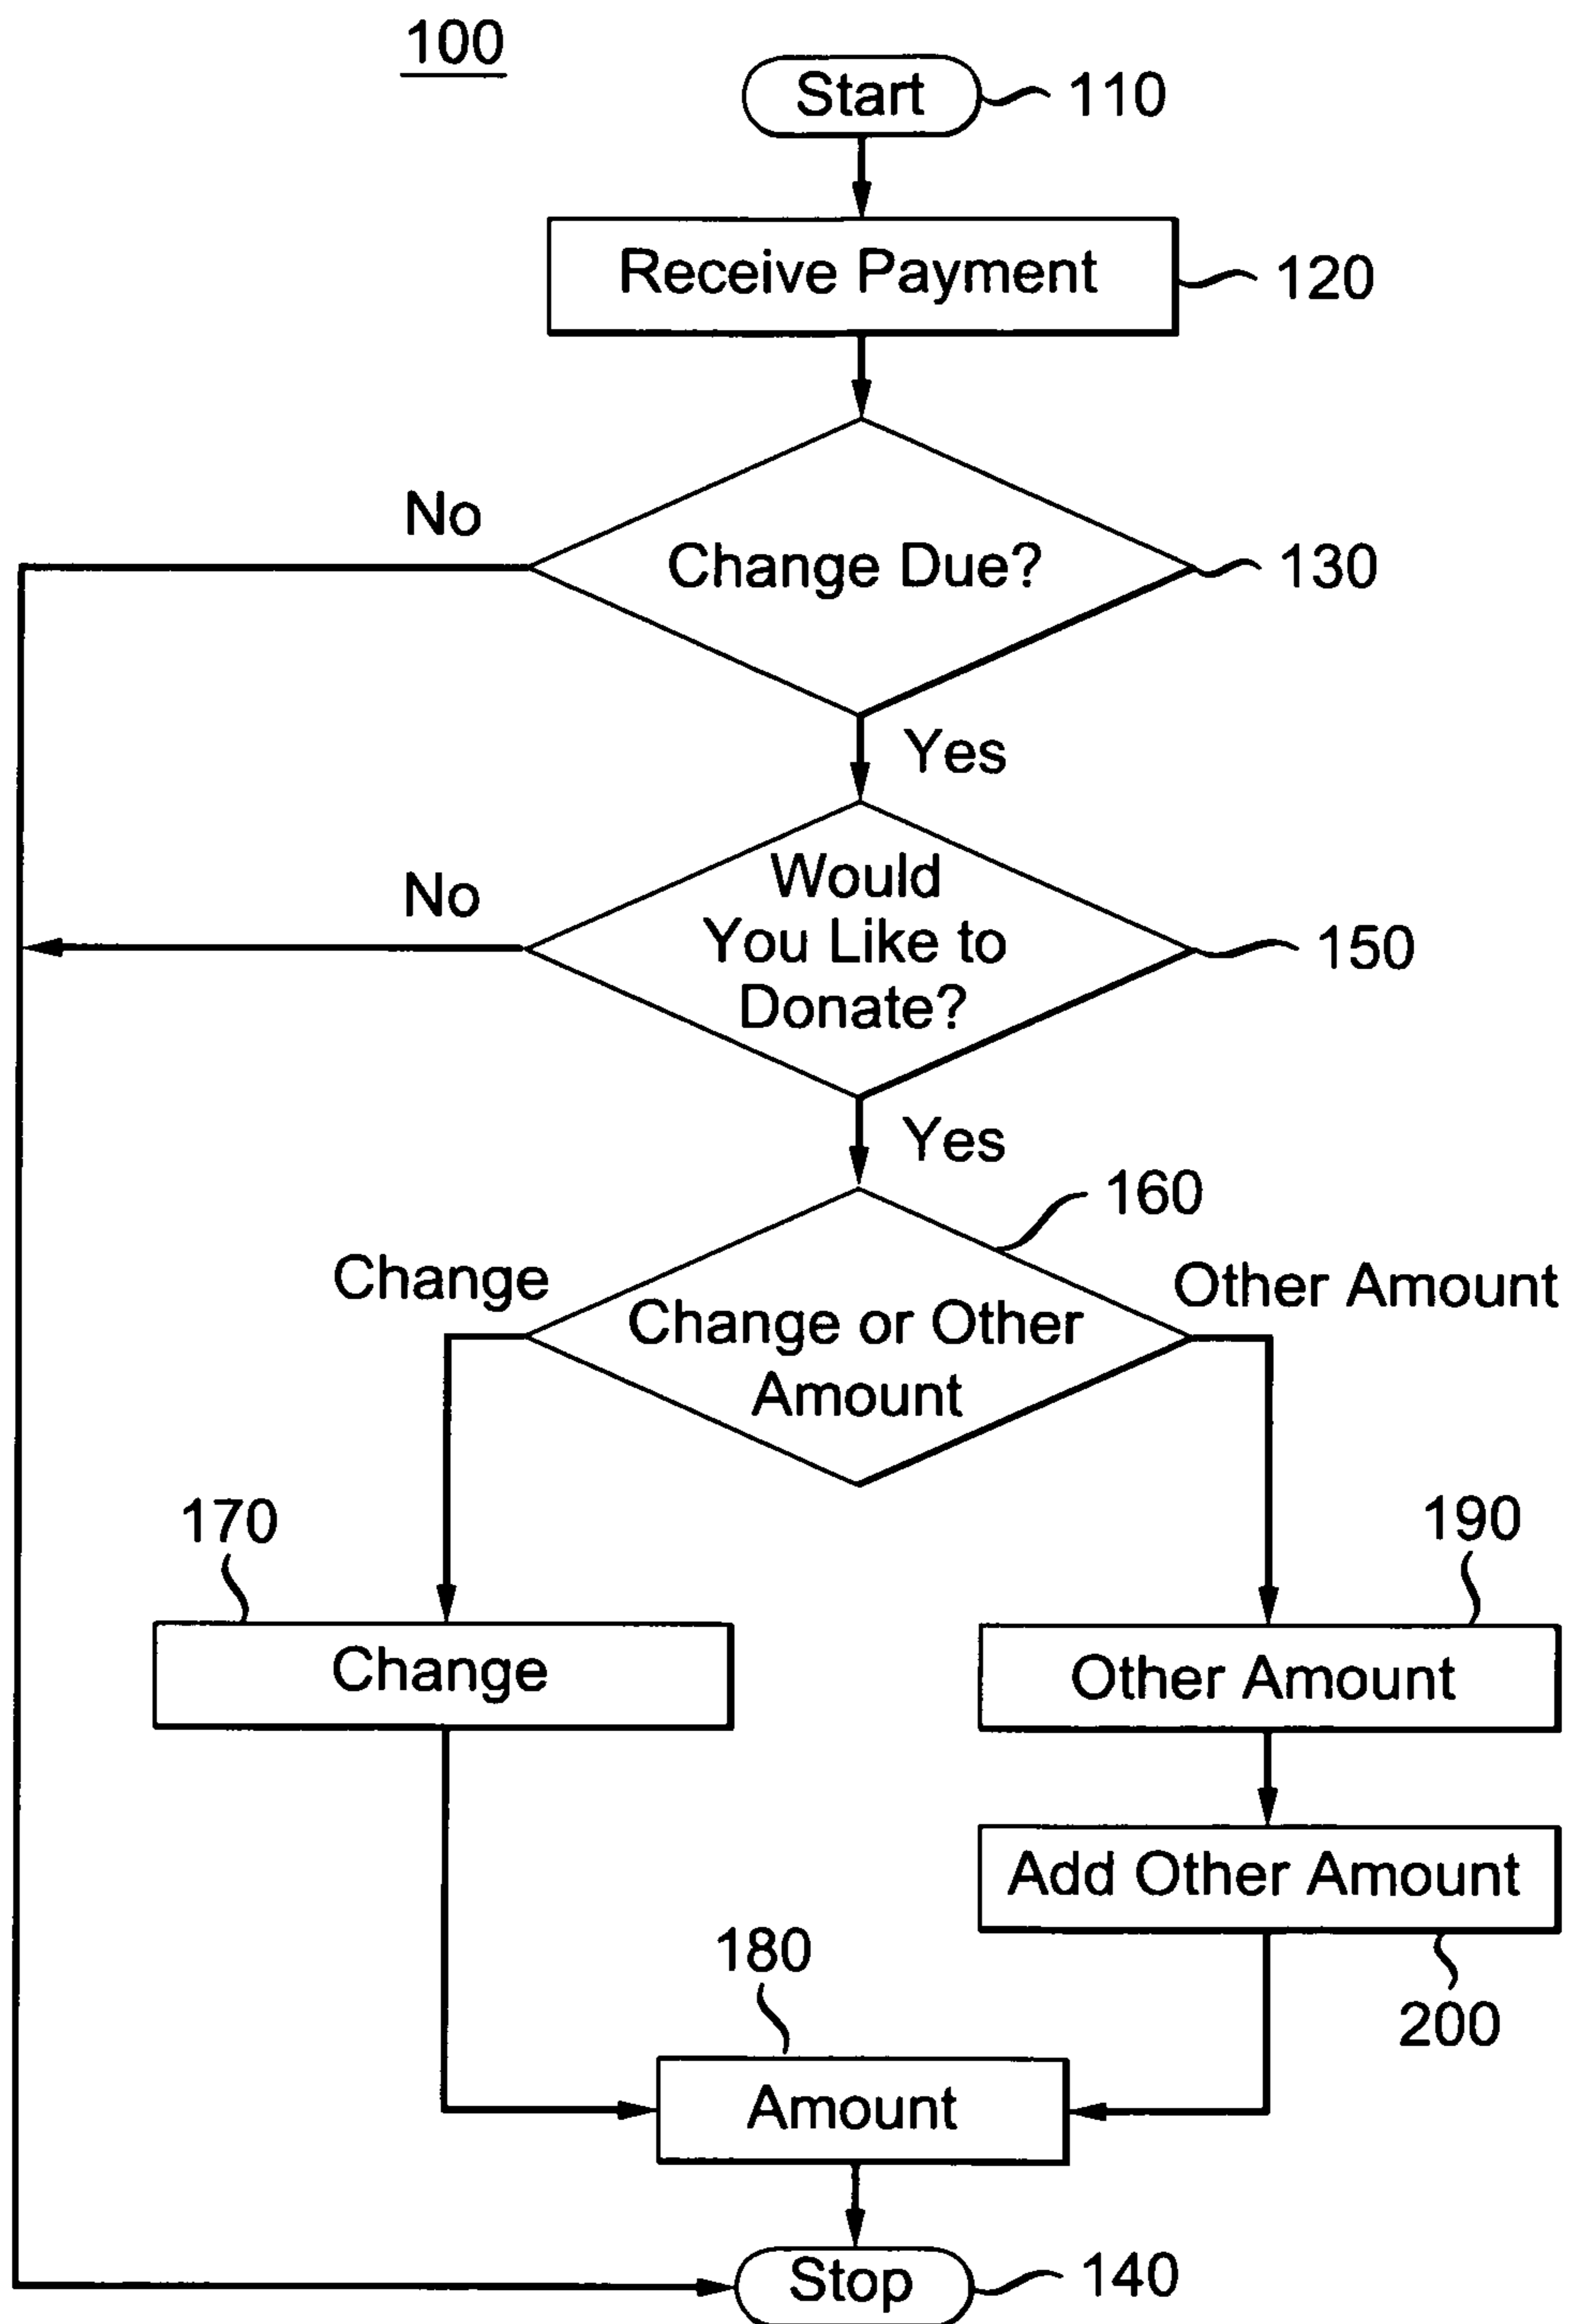 100
Start
110
Receive Payment
120
No
Change Due?
130
Yes
No
Would
You Like to
Donate?
150
Yes
160
Change
Other Amount
Change or Other
Amount
170
190
Change
Other Amount
Add Other Amount
180
200
Amount
Stop
140